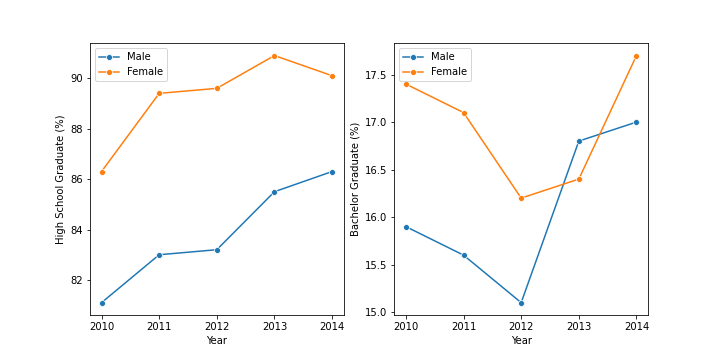 Male
Female
90
88
86
84
82
High School Graduate (%)
2010
2011
2012
2013
2014
Year
Male
Female
17.5
17.0
16.5
16.0
15.5
15.0
Bachelor Graduate (%)
2010
2011
2012
2013
2014
Year